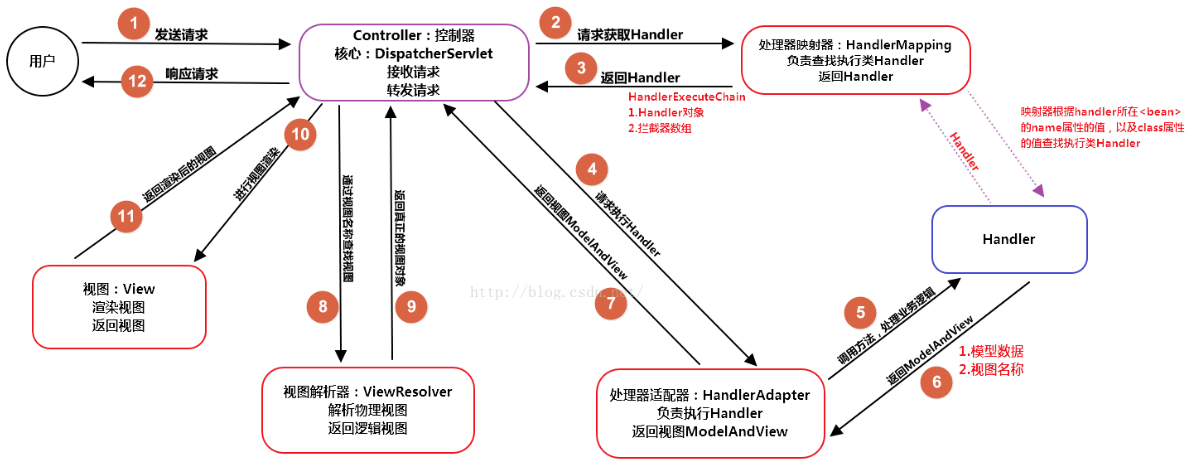 1
发送请求
用户
12
响应请求
Controller：控制器
核心：DispatcherServlet
接收请求
转发请求
2
请求获取Handler
3
返回Handler
HandlerExecuteChain
1.Handler对象
2.拦截器数组
处理器映射器：HandlerMapping
负责查找执行类Handler
返回Handler
映射器根据handler所在<bean>
的name属性的值，以及class属性
的值查找执行类Handler
Handler
Handler
4
请求执行Handler
5
调用方法，处理业务逻辑
6
返回ModelAndView
1.模型数据
2.视图名称
处理器适配器：HandlerAdapter
负责执行Handler
返回视图ModelAndView
7
返回视图ModelAndView
8
通过视图名称查找视图
9
返回真正的视图对象
视图解析器：ViewResolver
解析物理视图
返回逻辑视图
10
进行视图渲染
11
返回渲染后的视图
视图：View
渲染视图
返回视图
http://blog.csdn.net/